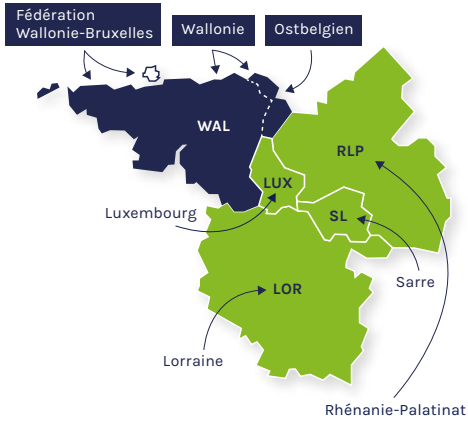 Fédération
Wallonie-Bruxelles
Wallonie
Ostbelgien
WAL
RLP
LUX
SL
Luxembourg
LOR
Sarre
Lorraine
Rhénanie-Palatinat